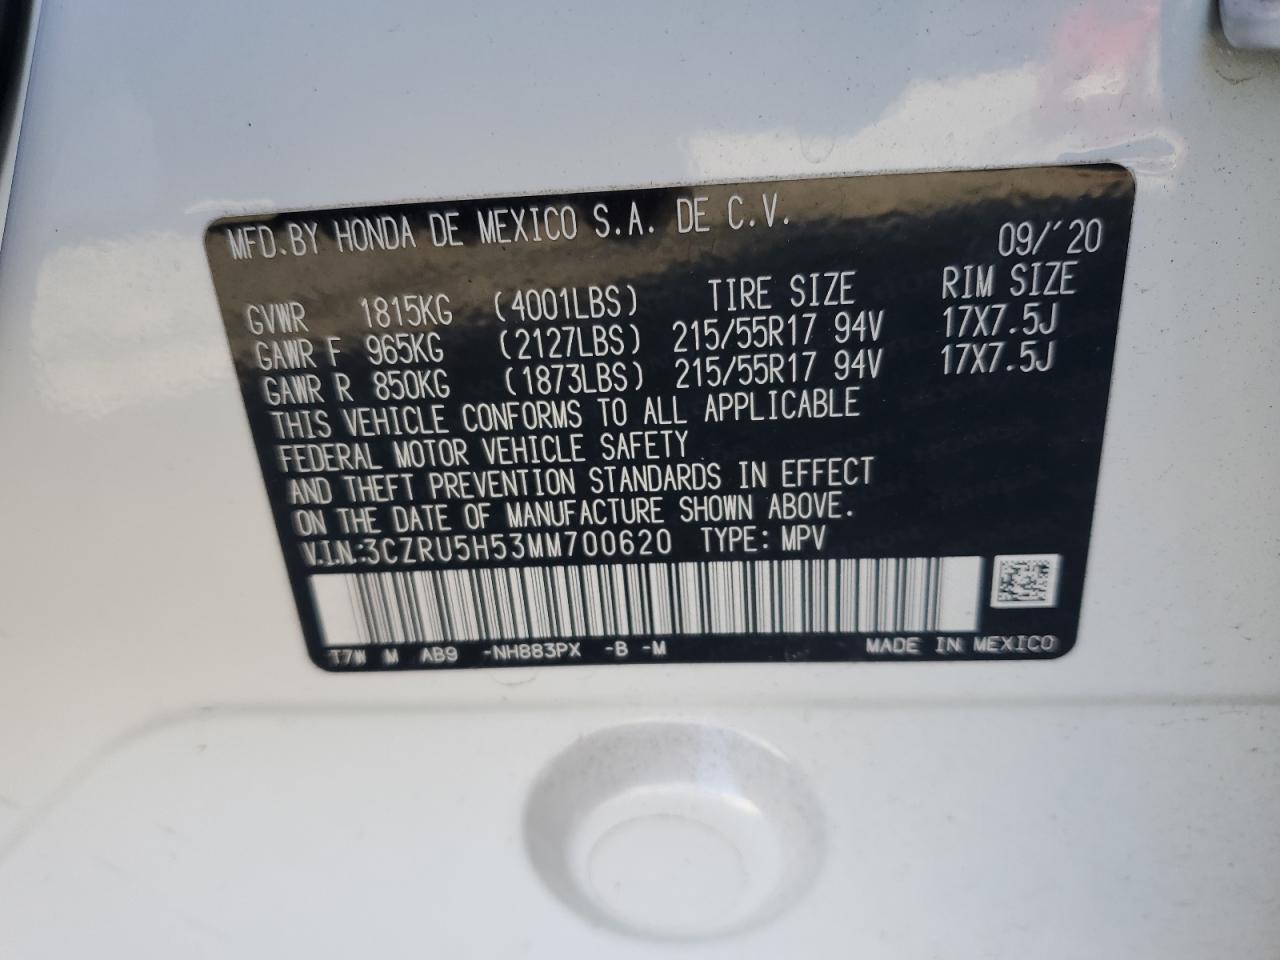 MFD.BY HONDA DE MEXICO S.A. DE C.V.
09/'20
GVWR 1815KG (4001LBS) TIRE SIZE RIM SIZE
GAWR F 965KG (2127LBS) 215/55R17 94V 17X7.5J
GAWR R 850KG (1873LBS) 215/55R17 94V 17X7.5J
THIS VEHICLE CONFORMS TO ALL APPLICABLE
FEDERAL MOTOR VEHICLE SAFETY
AND THEFT PREVENTION STANDARDS IN EFFECT
ON THE DATE OF MANUFACTURE SHOWN ABOVE.
V.I.N.:3CZRU5H53MM700620 TYPE: MPV
T7W M AB9 -NH883PX -B -M MADE IN MEXICO